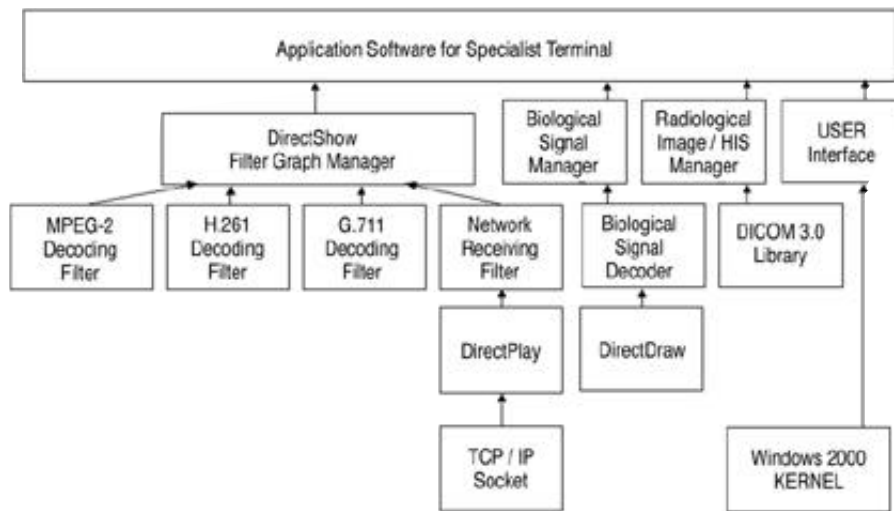 Application Software for Specialist Terminal
DirectShow
Filter Graph Manager
Biological
Signal
Manager
Radiological
Image / HIS
Manager
USER
Interface
MPEG-2
Decoding
Filter
H.261
Decoding
Filter
G.711
Decoding
Filter
Network
Receiving
Filter
Biological
Signal
Decoder
DICOM 3.0
Library
DirectPlay
DirectDraw
TCP / IP
Socket
Windows 2000
KERNEL